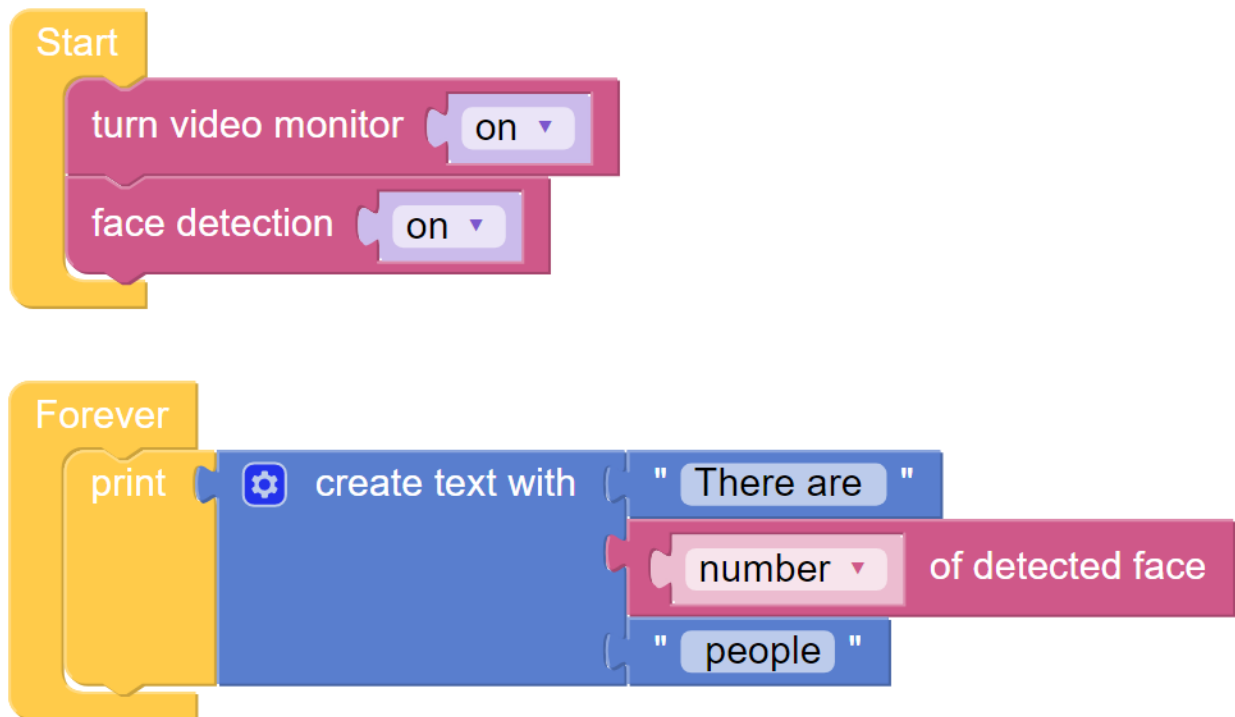 Start
turn video monitor on
face detection on
Forever
print create text with " There are "
number of detected face
" people "